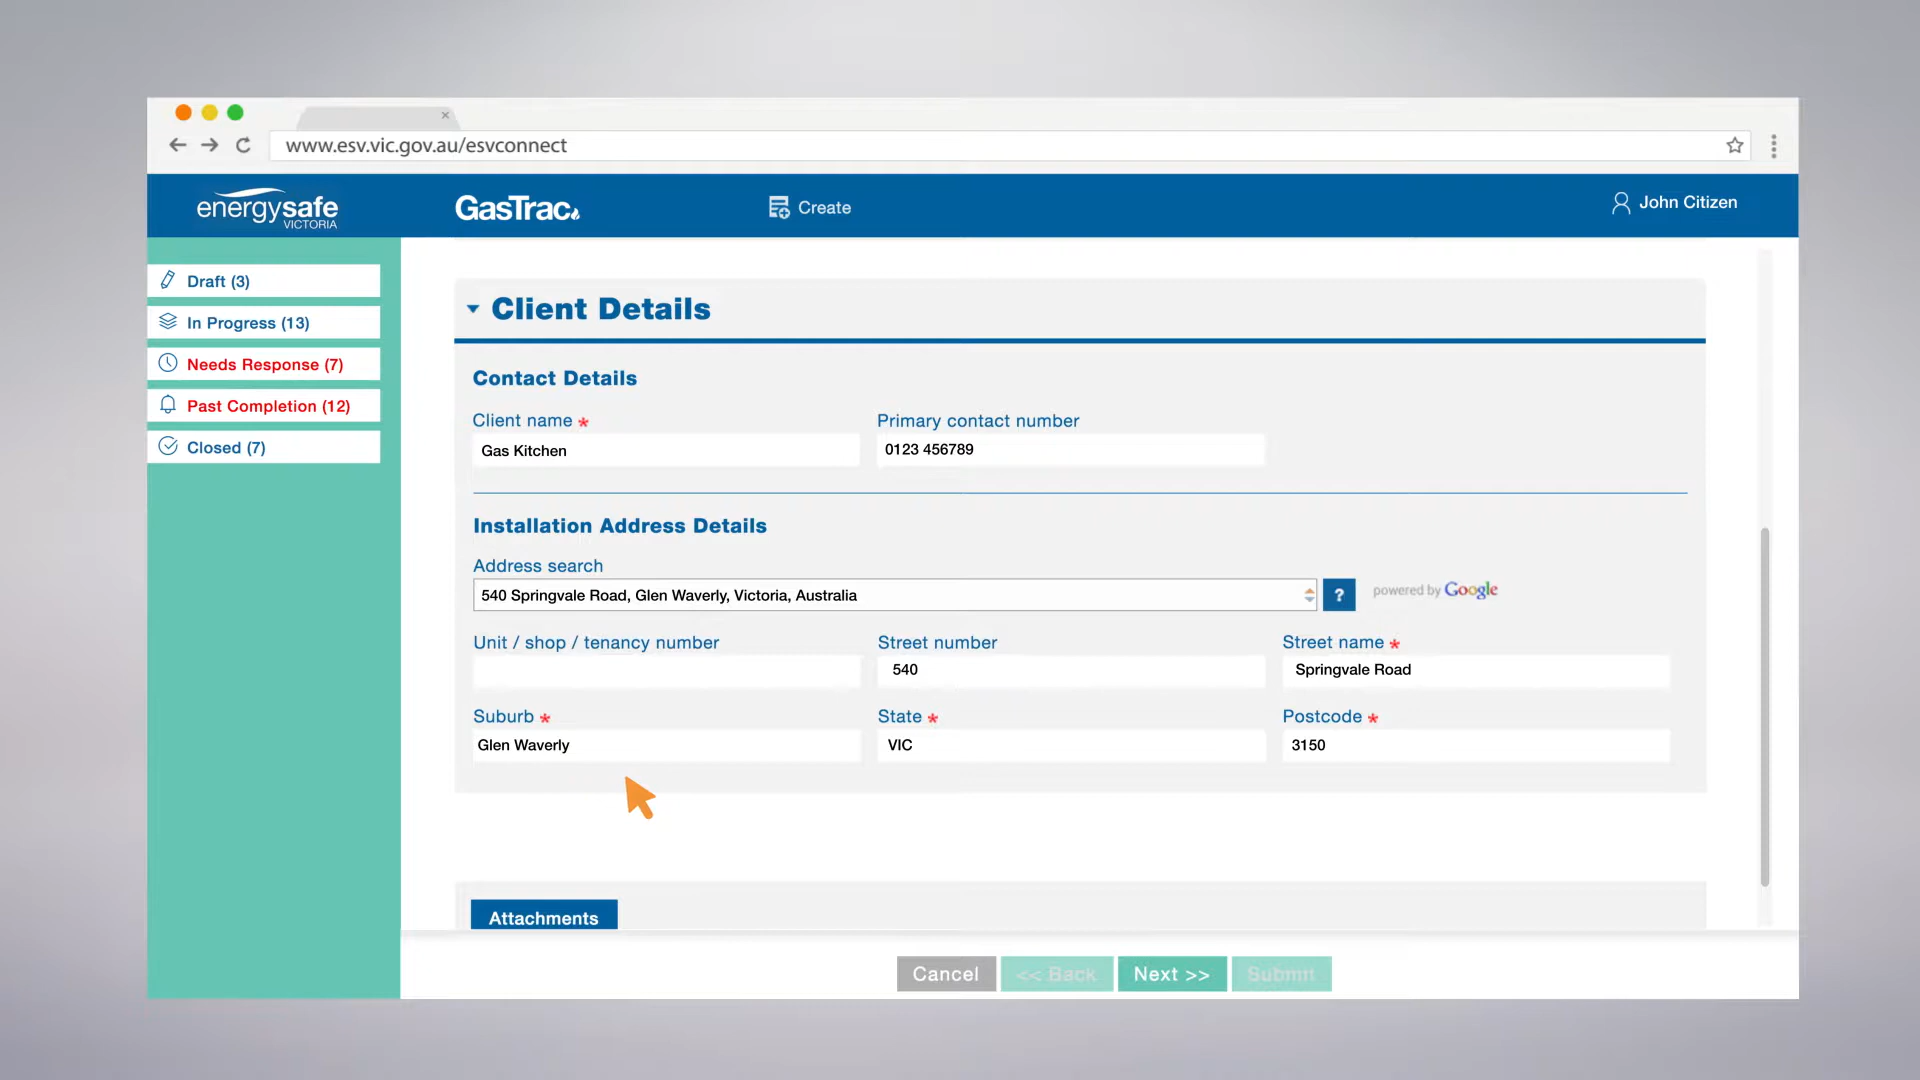 ×
www.esv.vic.gov.au/esvconnect
energysafe
VICTORIA
GasTrac
Create
John Citizen
Draft (3)
In Progress (13)
Needs Response (7)
Past Completion (12)
Closed (7)
Client Details
Contact Details
Client name * Primary contact number
Gas Kitchen 0123 456789
Installation Address Details
Address search
540 Springvale Road, Glen Waverly, Victoria, Australia ? powered by Google
Unit / shop / tenancy number Street number Street name *
540 Springvale Road
Suburb * State * Postcode *
Glen Waverly VIC 3150
Attachments
Cancel << Back Next >> Submit